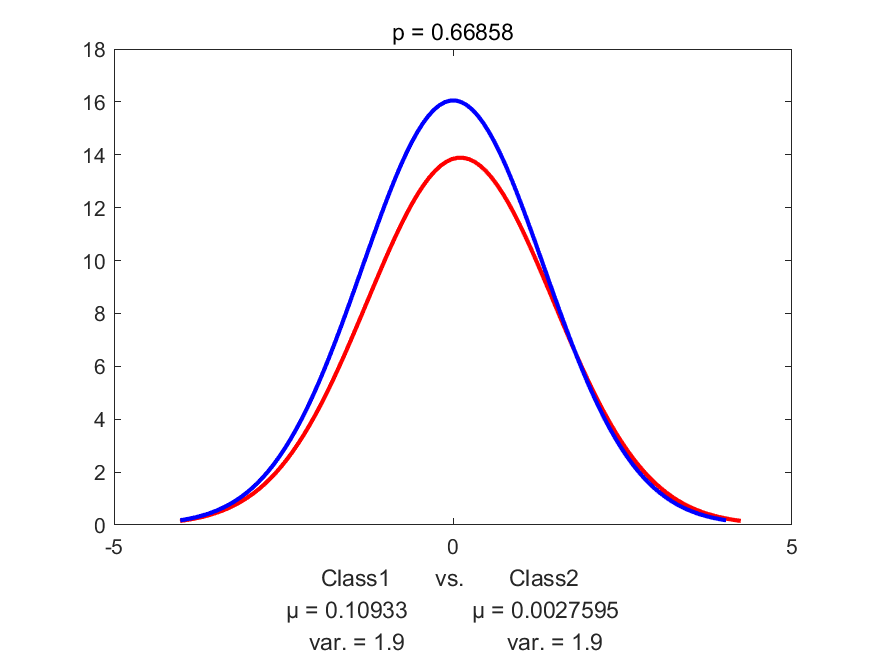 p = 0.66858
18
16
14
12
10
8
6
4
2
0
-5 0 5
Class1 vs. Class2
μ = 0.10933 μ = 0.0027595
var. = 1.9 var. = 1.9